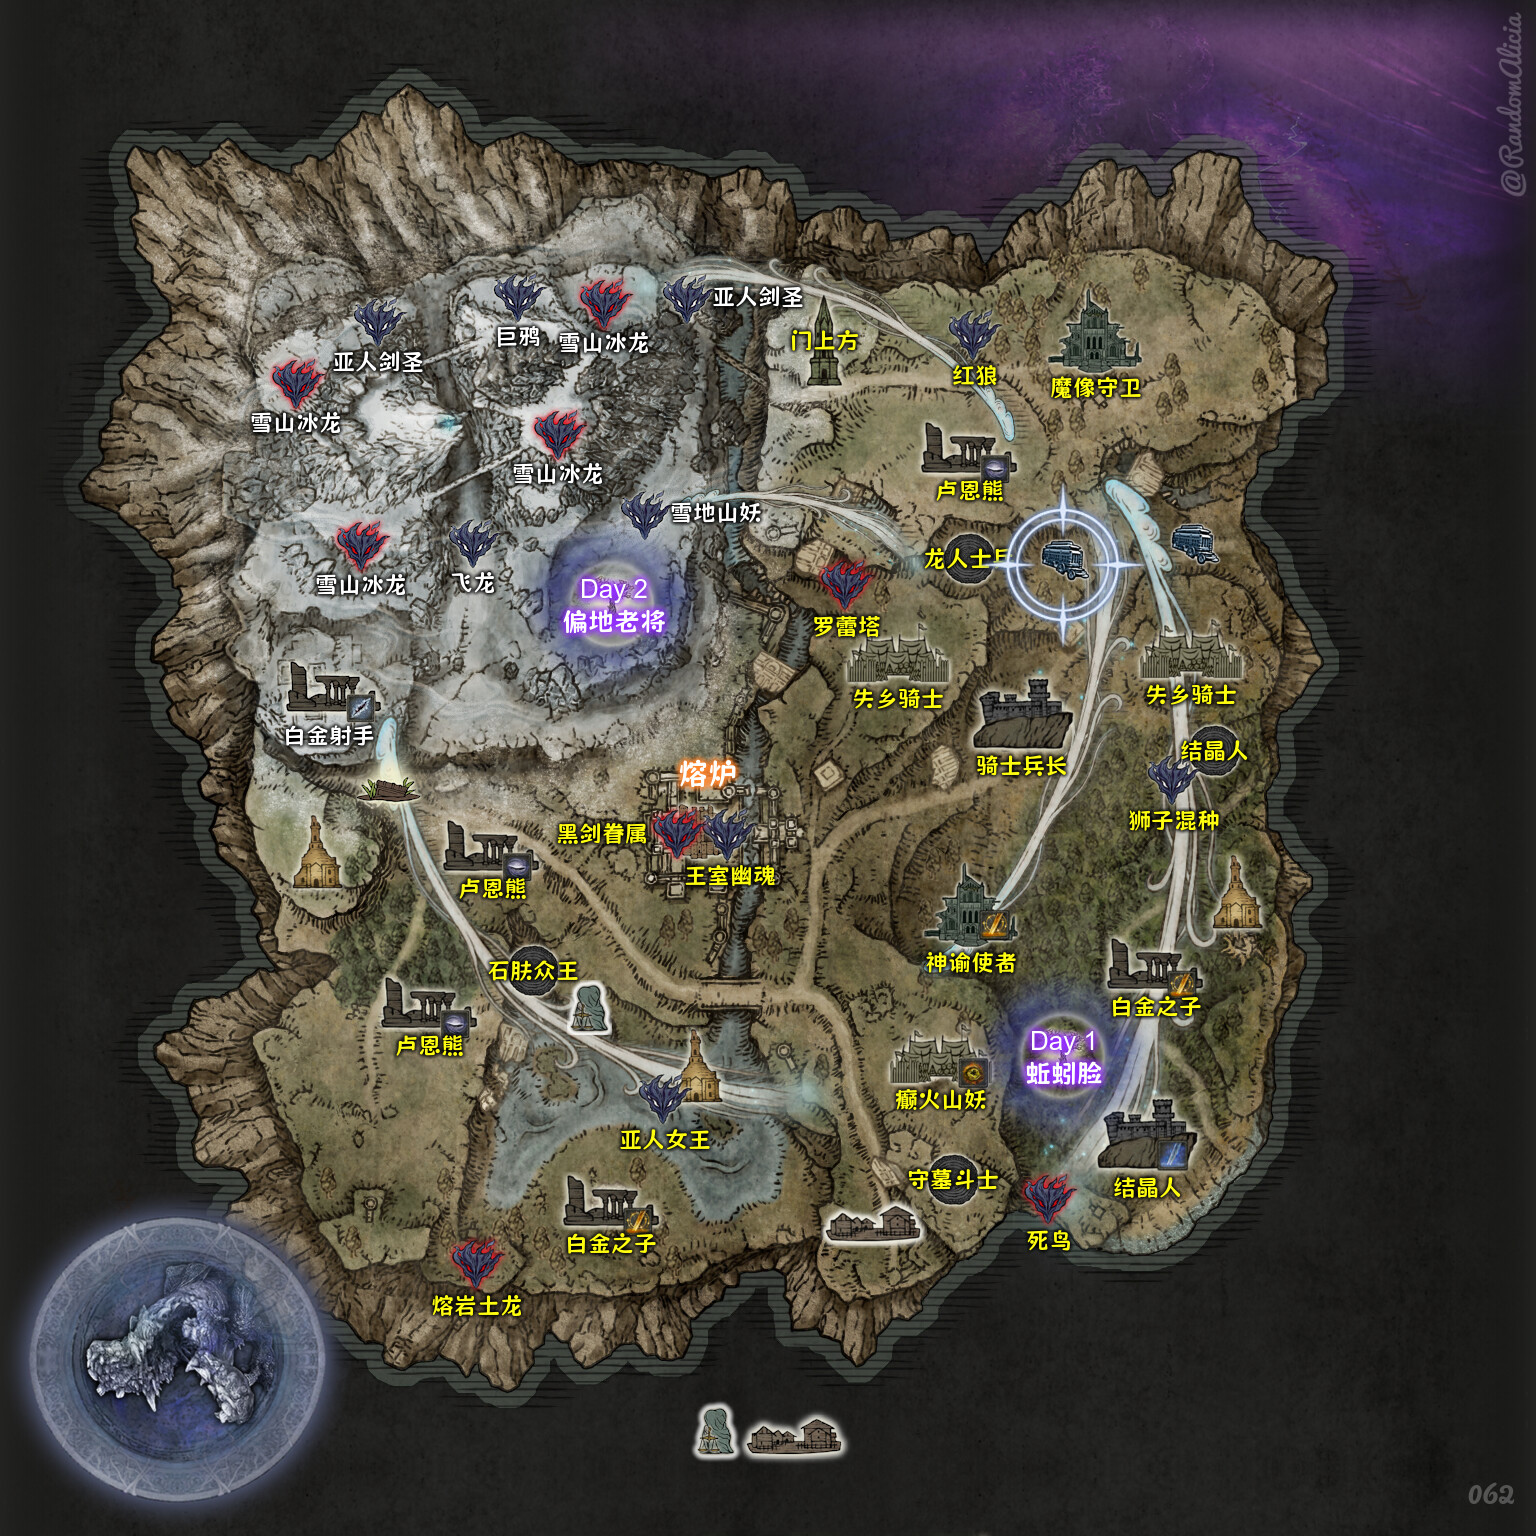 @RandomAlicia
亚人剑圣
巨鸦
雪山冰龙
亚人剑圣
门上方
红狼
魔像守卫
雪山冰龙
雪山冰龙
卢恩熊
雪地山妖
龙人士兵
雪山冰龙
飞龙
Day 2
偏地老将
罗蕾塔
失乡骑士
失乡骑士
白金射手
结晶人
骑士兵长
熔炉
狮子混种
黑剑眷属
王室幽魂
卢恩熊
神谕使者
石肤众王
白金之子
卢恩熊
Day 1
蚯蚓脸
癫火山妖
亚人女王
守墓斗士
结晶人
白金之子
死鸟
熔岩土龙
062